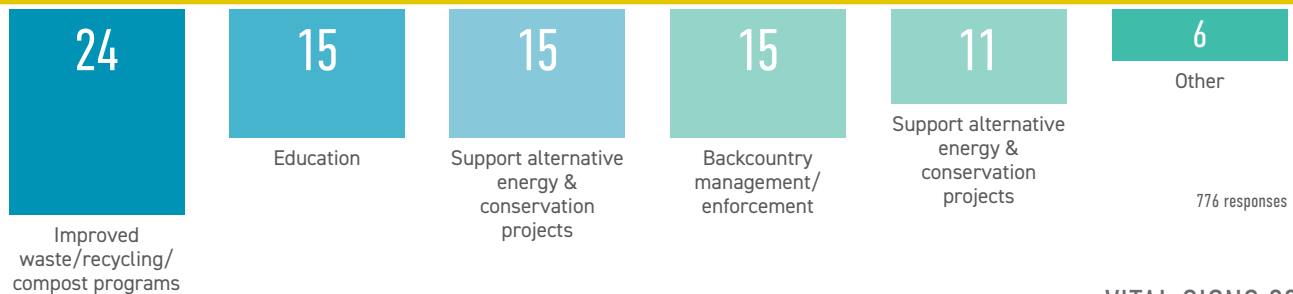 24
Improved
waste/recycling/
compost programs
15
Education
15
Support alternative
energy &
conservation
projects
15
Backcountry
management/
enforcement
11
Support alternative
energy &
conservation
projects
6
Other
776 responses